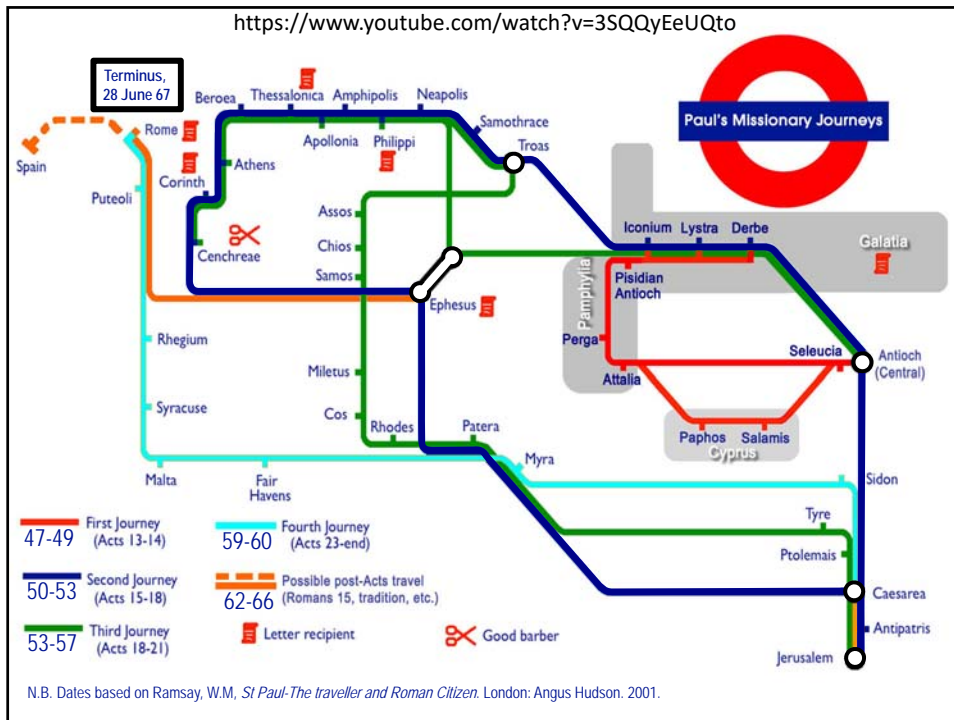 https://www.youtube.com/watch?v=3SQQyEeUQto
Terminus,
28 June 67
Paul's Missionary Journeys
Beroea
Thessalonica
Amphipolis
Neapolis
Samothrace
Troas
Apollonia
Philippi
Rome
Spain
Corinth
Athens
Puteoli
Cenchreae
Assos
Chios
Samos
Ephesus
Iconium
Lystra
Derbe
Galatia
Pamphylia
Pisidian
Antioch
Perga
Attalia
Seleucia
Antioch
(Central)
Paphos
Salamis
Cyprus
Rhegium
Miletus
Syracuse
Cos
Rhodes
Patera
Malta
Fair
Havens
Myra
Sidon
Tyre
Ptolemais
Caesarea
Antipatris
Jerusalem
First Journey
47-49 (Acts 13-14)
Fourth Journey
59-60 (Acts 23-end)
Second Journey
50-53 (Acts 15-18)
Possible post-Acts travel
62-66 (Romans 15, tradition, etc.)
Third Journey
53-57 (Acts 18-21)
Letter recipient
Good barber
N.B. Dates based on Ramsay, W.M, St Paul-The traveller and Roman Citizen. London: Angus Hudson. 2001.